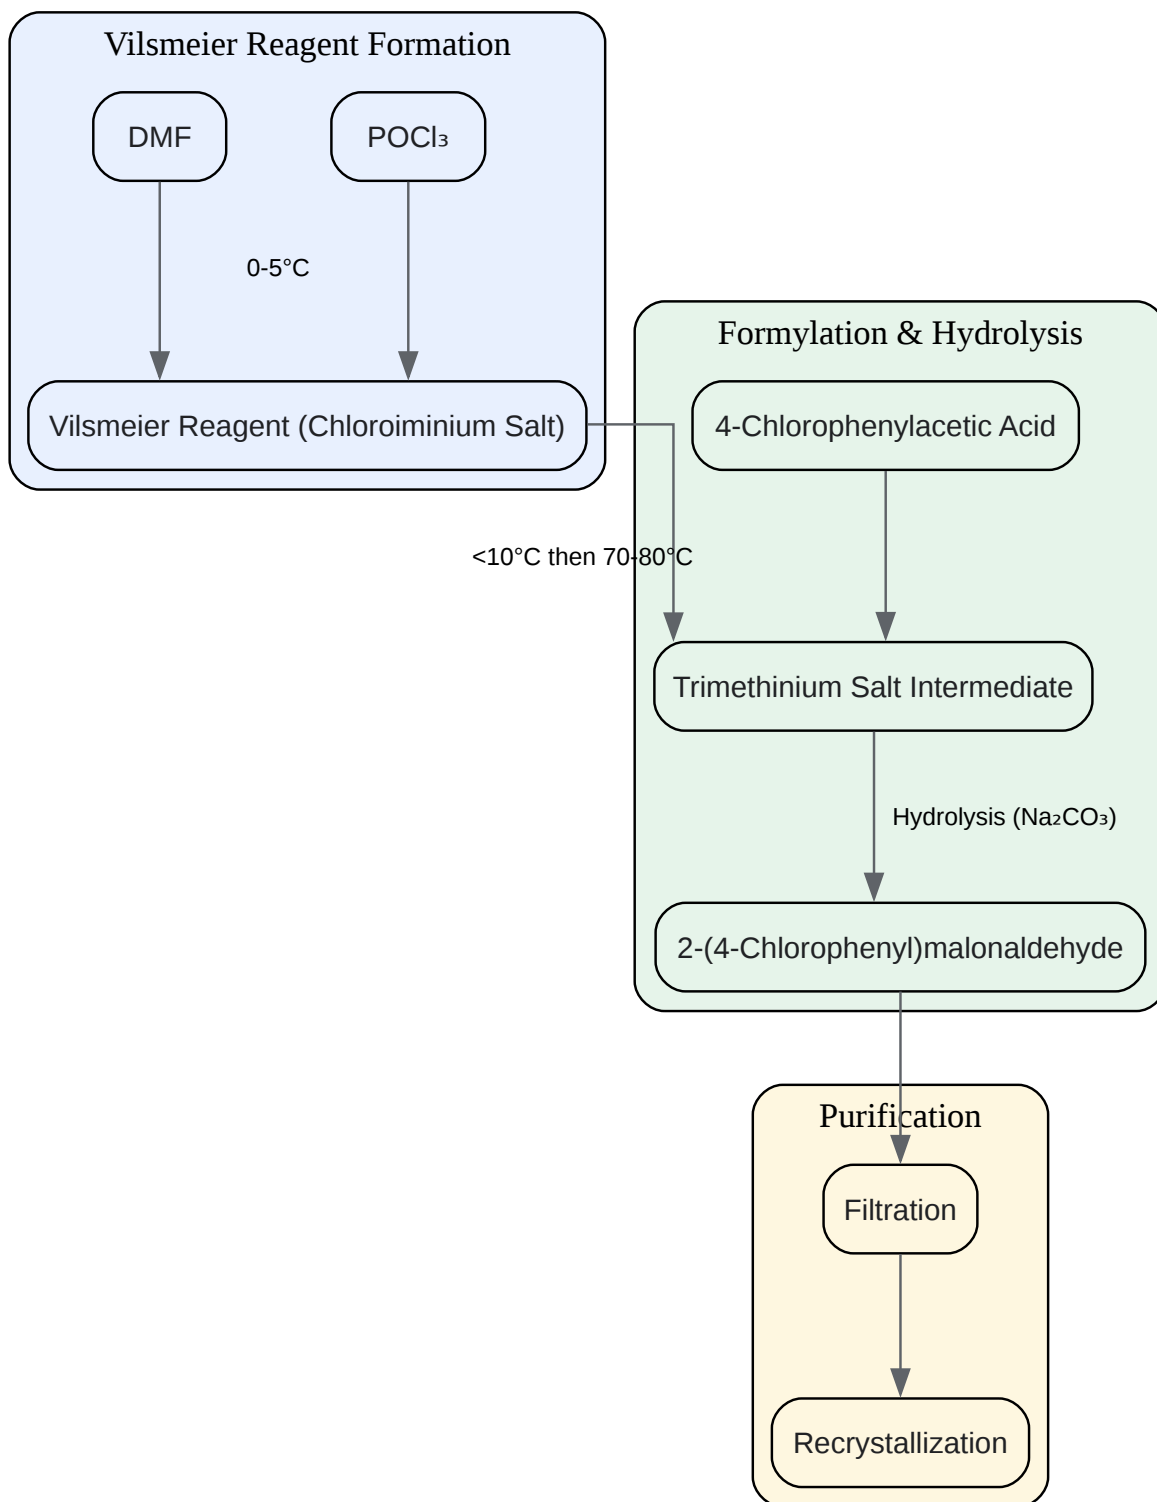 Vilsmeier Reagent Formation
DMF
POCl₃
0-5°C
Vilsmeier Reagent (Chloroiminium Salt)
Formylation & Hydrolysis
4-Chlorophenylacetic Acid
<10°C then 70-80°C
Trimethinium Salt Intermediate
Hydrolysis (Na₂CO₃)
2-(4-Chlorophenyl)malonaldehyde
Purification
Filtration
Recrystallization